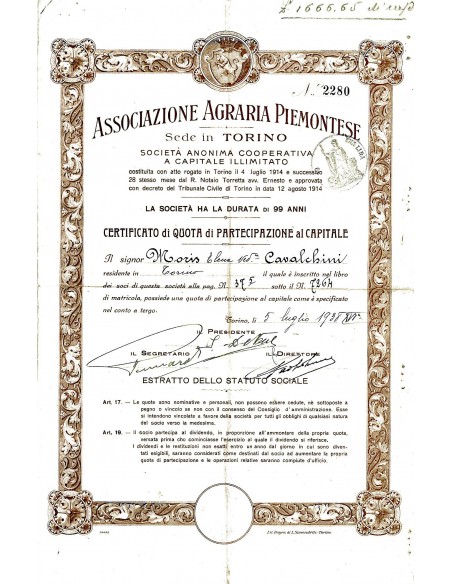 £ 1666.65
N.° 2280
ASSOCIAZIONE AGRARIA PIEMONTESE
Sede in TORINO
SOCIETÀ ANONIMA COOPERATIVA
A CAPITALE ILLIMITATO
costituita con atto rogato in Torino il 4 luglio 1914 e successivo
28 stesso mese dal R. Notaio Torretta avv. Ernesto e approvata
con decreto del Tribunale Civile di Torino in data 12 agosto 1914
LA SOCIETÀ HA LA DURATA DI 99 ANNI
CERTIFICATO di QUOTA di PARTECIPAZIONE al CAPITALE
Il signor Moris Elena Ved.ª Cavalchini
residente in Torino il quale è inscritto nel libro
dei soci di questa società alla pag. N. 375 sotto il N. 7364
di matricola, possiede una quota di partecipazione al capitale come è specificato
nel conto a tergo.
Torino, li 5 luglio 1938 XVI°
IL PRESIDENTE
IL SEGRETARIO IL DIRETTORE
ESTRATTO DELLO STATUTO SOCIALE
Art. 17. — Le quote sono nominative e personali, non possono essere cedute, nè sottoposte a
pegno o vincolo se non con il consenso del Consiglio d'amministrazione. Esse
si intendono vincolate a favore della società per tutti gli obblighi di qualsiasi natura
del socio verso la medesima.
Art. 19. — Il socio partecipa al dividendo, in proporzione all'ammontare della propria quota,
versata prima che cominciasse l'esercizio al quale il dividendo si riferisce.
I dividendi e le restituzioni non esatti entro un anno dal giorno in cui sono diventati
esigibili, saranno considerati come destinati dal socio ad aumentare la propria
quota di partecipazione e le operazioni relative saranno compiute d'ufficio.